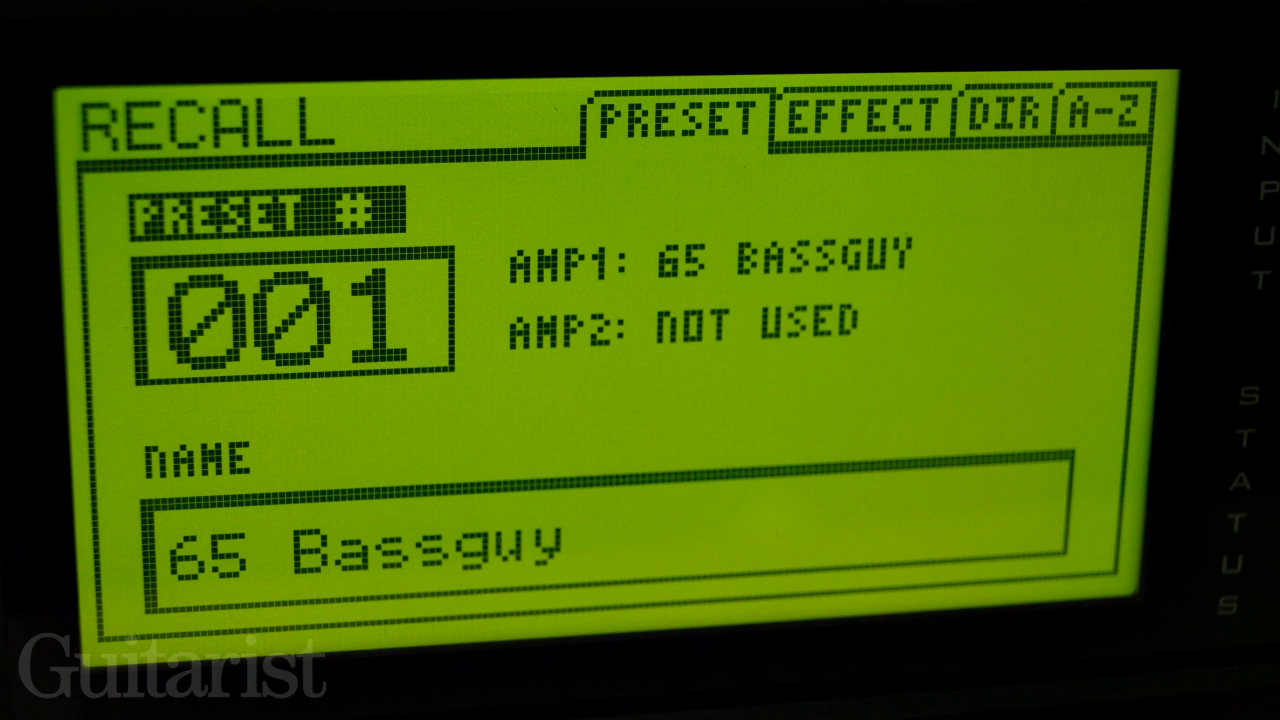 RECALL PRESET EFFECT DIR A-Z
PRESET #
001
AMP1: 65 BASSGUY
AMP2: NOT USED
NAME
65 Bassguy
INPUT
STATUS
Guitarist